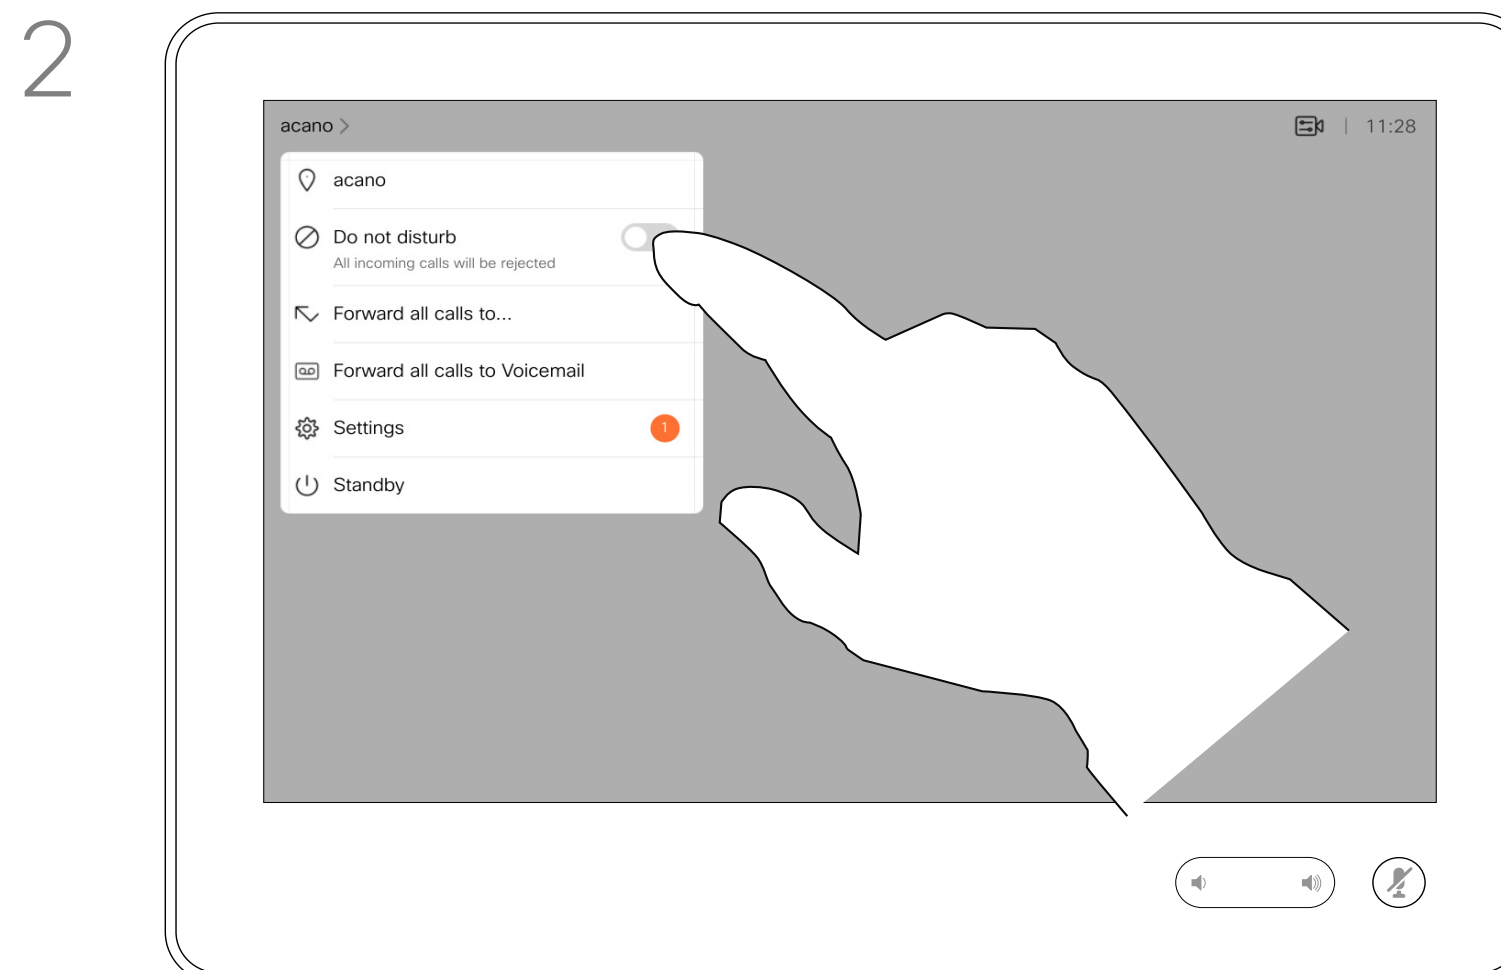 2
acano
11:28
acano
Do not disturb
All incoming calls will be rejected
Forward all calls to...
Forward all calls to Voicemail
Settings
1
Standby